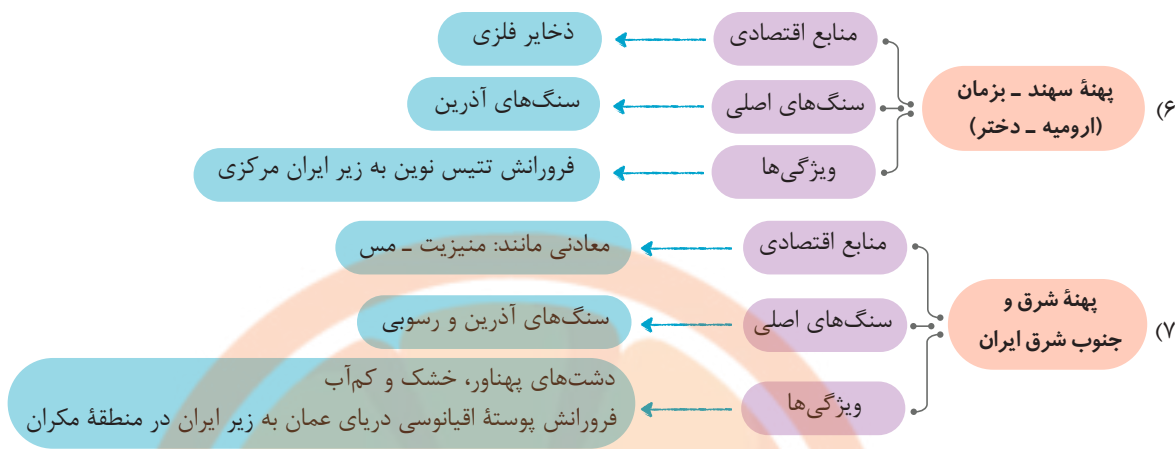 ۶)
پهنهٔ سهند ـ بزمان
(ارومیه ـ دختر)
منابع اقتصادی
ذخایر فلزی
سنگ‌های اصلی
سنگ‌های آذرین
ویژگی‌ها
فرورانش تتیس نوین به زیر ایران مرکزی
۷)
پهنهٔ شرق و
جنوب شرق ایران
منابع اقتصادی
معادنی مانند: منیزیت ـ مس
سنگ‌های اصلی
سنگ‌های آذرین و رسوبی
ویژگی‌ها
دشت‌های پهناور، خشک و کم‌آب
فرورانش پوستهٔ اقیانوسی دریای عمان به زیر ایران در منطقهٔ مکران